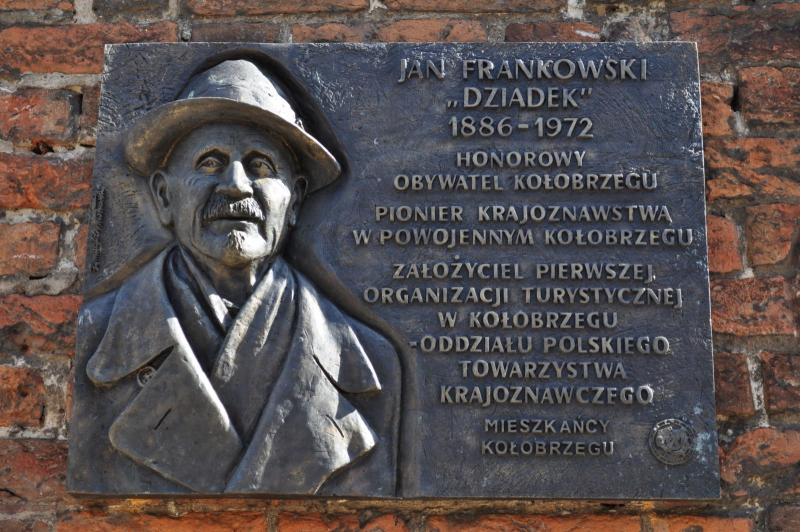 JAN FRANKOWSKI
„DZIADEK”
1886-1972
HONOROWY
OBYWATEL KOŁOBRZEGU
PIONIER KRAJOZNAWSTWA
W POWOJENNYM KOŁOBRZEGU
ZAŁOŻYCIEL PIERWSZEJ
ORGANIZACJI TURYSTYCZNEJ
W KOŁOBRZEGU
-ODDZIAŁU POLSKIEGO
TOWARZYSTWA
KRAJOZNAWCZEGO
MIESZKAŃCY
KOŁOBRZEGU